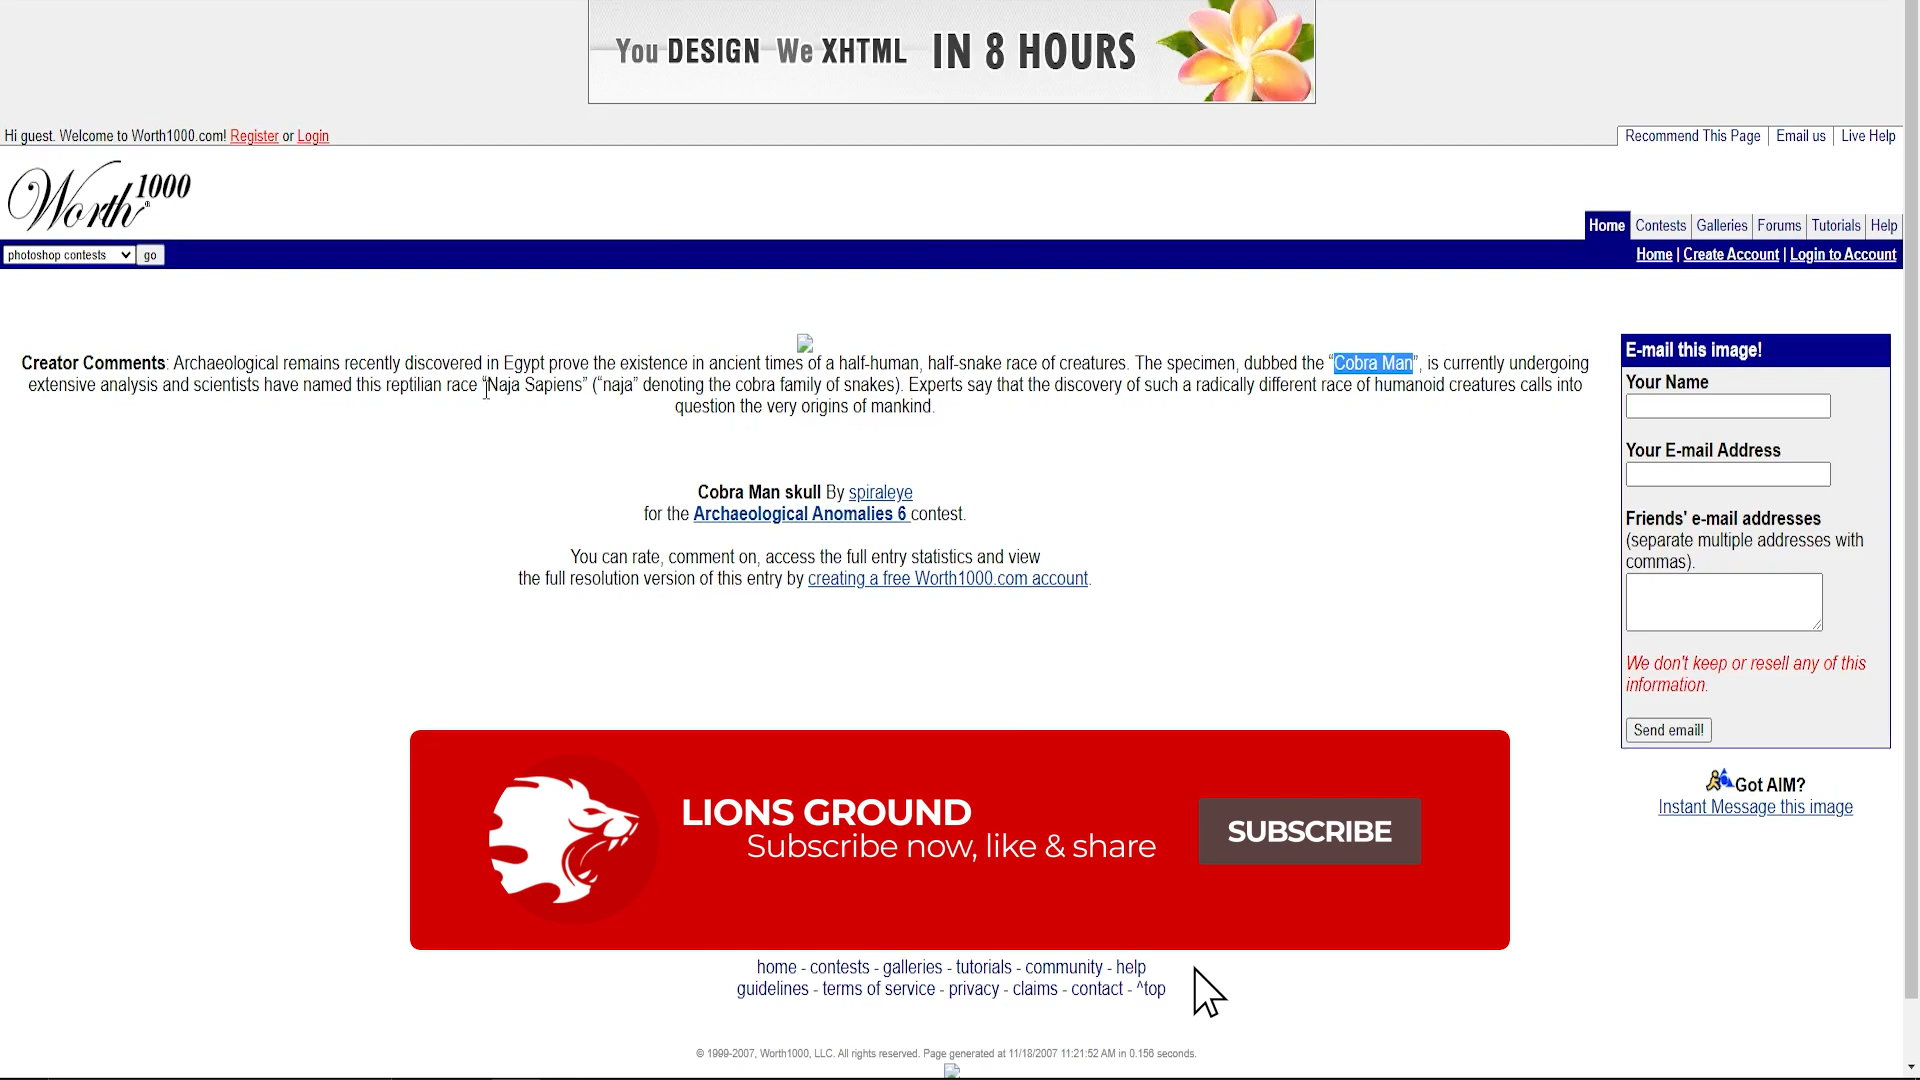 You DESIGN We XHTML IN 8 HOURS
Hi guest. Welcome to Worth1000.com! Register or Login
Recommend This Page Email us Live Help
Worth1000®
Home Contests Galleries Forums Tutorials Help
photoshop contests go
Home | Create Account | Login to Account
Creator Comments: Archaeological remains recently discovered in Egypt prove the existence in ancient times of a half-human, half-snake race of creatures. The specimen, dubbed the “Cobra Man”, is currently undergoing
extensive analysis and scientists have named this reptilian race “Naja Sapiens” (“naja” denoting the cobra family of snakes). Experts say that the discovery of such a radically different race of humanoid creatures calls into
question the very origins of mankind.
Cobra Man skull By spiraleye
for the Archaeological Anomalies 6 contest.
You can rate, comment on, access the full entry statistics and view
the full resolution version of this entry by creating a free Worth1000.com account.
E-mail this image!
Your Name
Your E-mail Address
Friends' e-mail addresses
(separate multiple addresses with
commas).
We don't keep or resell any of this
information.
Send email!
Got AIM?
Instant Message this image
LIONS GROUND
Subscribe now, like & share
SUBSCRIBE
home - contests - galleries - tutorials - community - help
guidelines - terms of service - privacy - claims - contact - ^top
© 1999-2007, Worth1000, LLC. All rights reserved. Page generated at 11/18/2007 11:21:52 AM in 0.156 seconds.